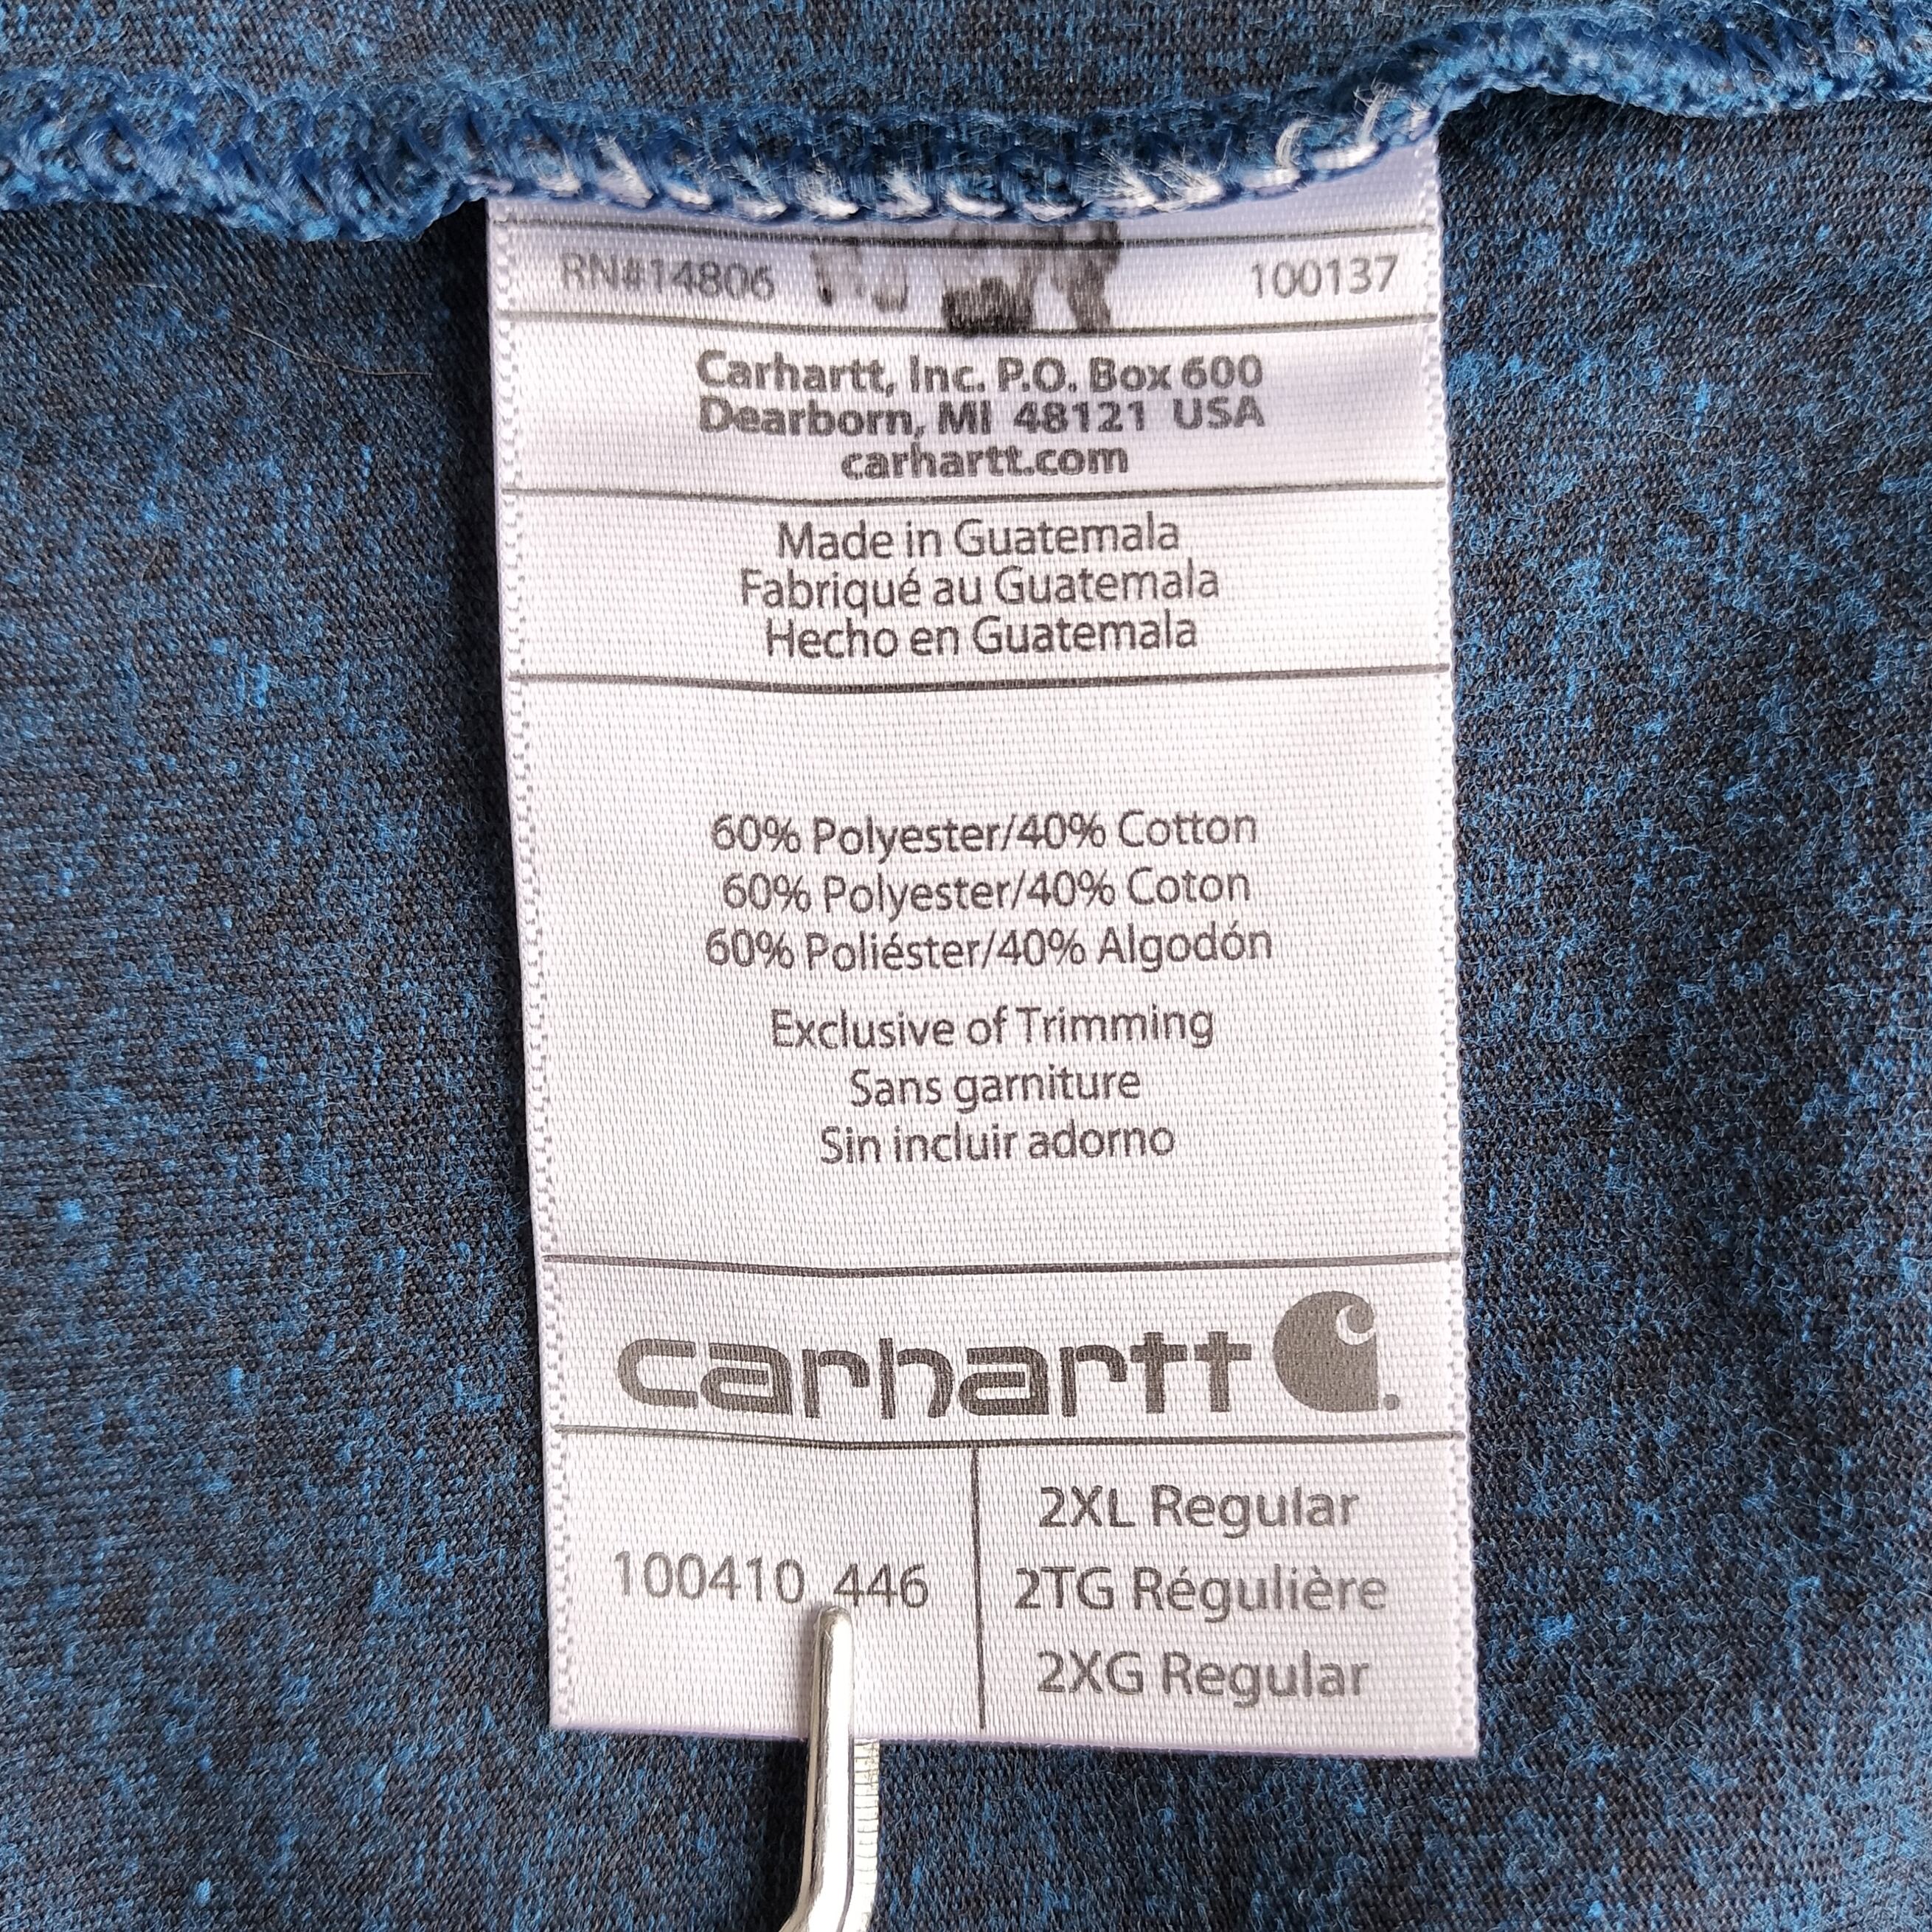 RN#14806 100137
Carhartt, Inc. P.O. Box 600
Dearborn, MI 48121 USA
carhartt.com
Made in Guatemala
Fabriqué au Guatemala
Hecho en Guatemala
60% Polyester/40% Cotton
60% Polyester/40% Coton
60% Poliéster/40% Algodón
Exclusive of Trimming
Sans garniture
Sin incluir adorno
carhartt
100410 446
2XL Regular
2TG Régulière
2XG Regular